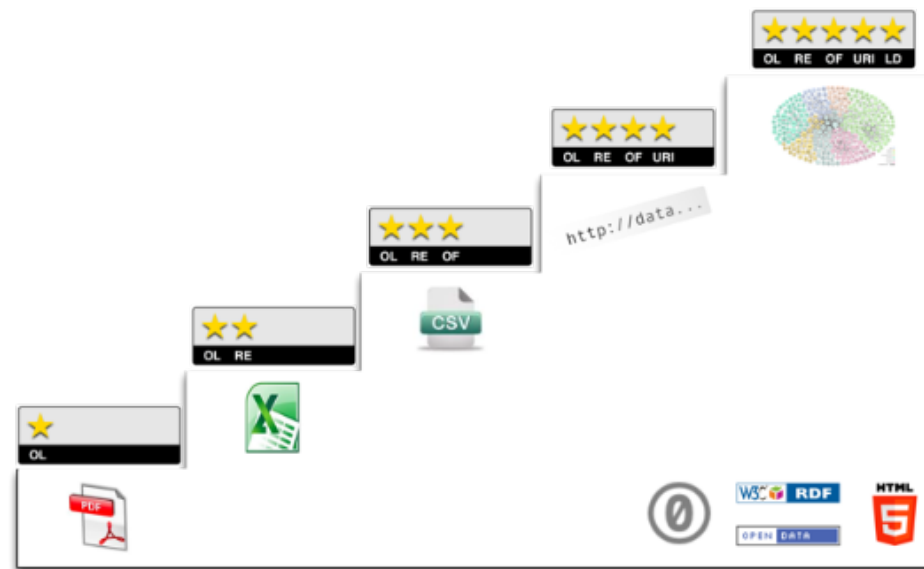 OL RE OF URI LD
OL RE OF URI
http://data...
OL RE OF
CSV
OL RE
X
OL
PDF
0
W3C RDF
OPEN DATA
HTML
5